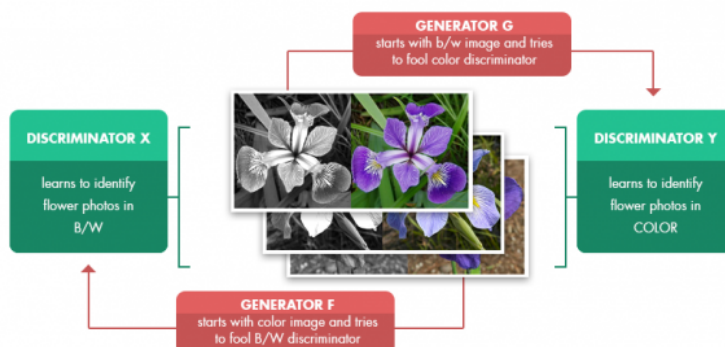 GENERATOR G
starts with b/w image and tries
to fool color discriminator
DISCRIMINATOR X
learns to identify
flower photos in
B/W
DISCRIMINATOR Y
learns to identify
flower photos in
COLOR
GENERATOR F
starts with color image and tries
to fool B/W discriminator